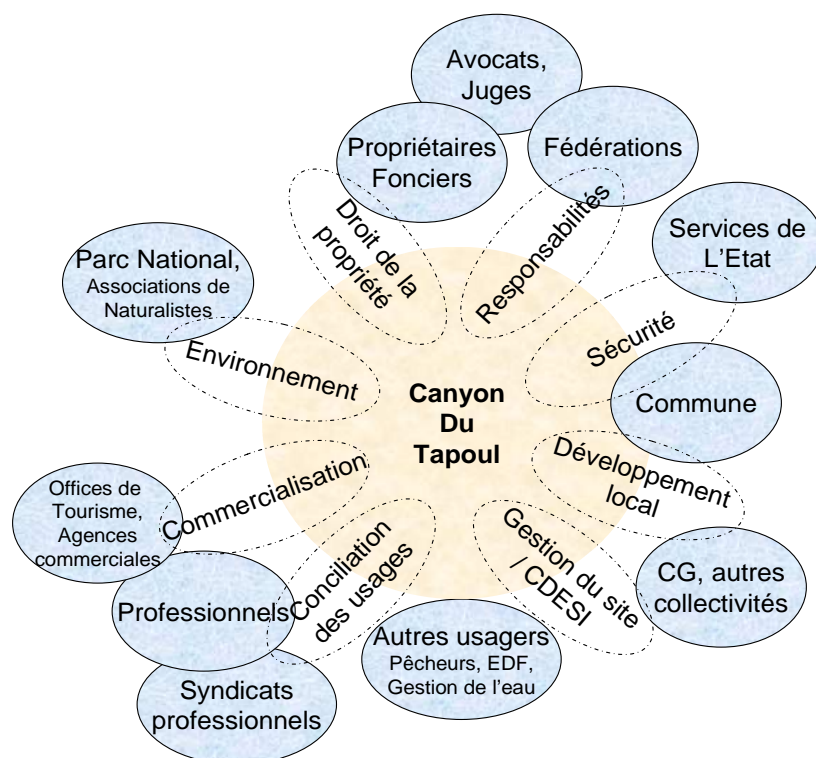 Avocats,
Juges
Propriétaires
Fonciers
Fédérations
Droit de la
propriété
Responsabilités
Services de
L'Etat
Parc National,
Associations de
Naturalistes
Environnement
Sécurité
Canyon
Du
Tapoul
Commune
Commercialisation
Développement
local
Offices de
Tourisme,
Agences
commerciales
Conciliation
des usages
Gestion du site
/ CDESI
Professionnels
CG, autres
collectivités
Autres usagers
Pêcheurs, EDF,
Gestion de l'eau
Syndicats
professionnels